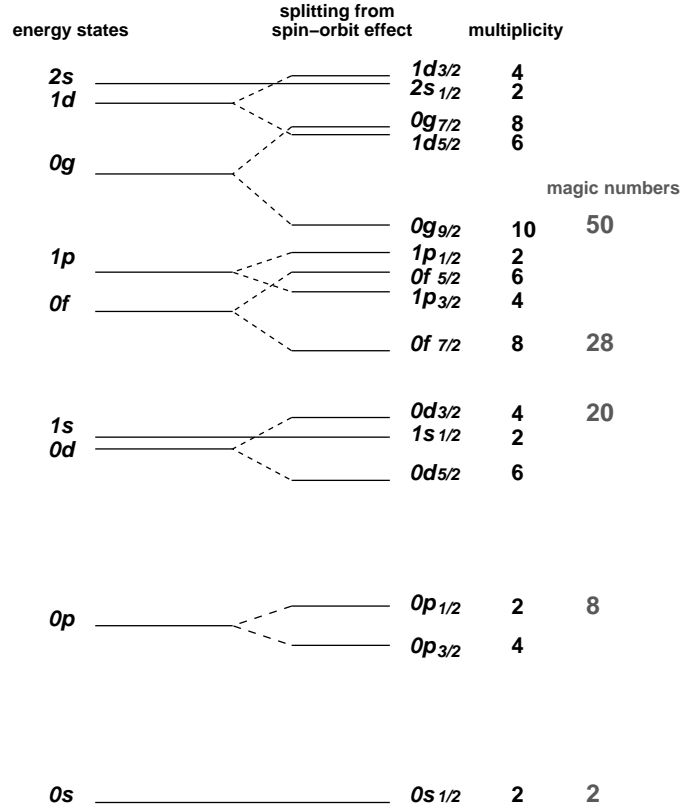 splitting from
energy states spin–orbit effect multiplicity
2s 1d3/2 4
1d 2s 1/2 2
0g7/2 8
1d5/2 6
0g
magic numbers
0g9/2 10 50
1p 1p1/2 2
0f 5/2 6
0f 1p3/2 4
0f 7/2 8 28
0d3/2 4 20
1s 1s1/2 2
0d
0d5/2 6
0p 0p1/2 2 8
0p3/2 4
0s 0s1/2 2 2